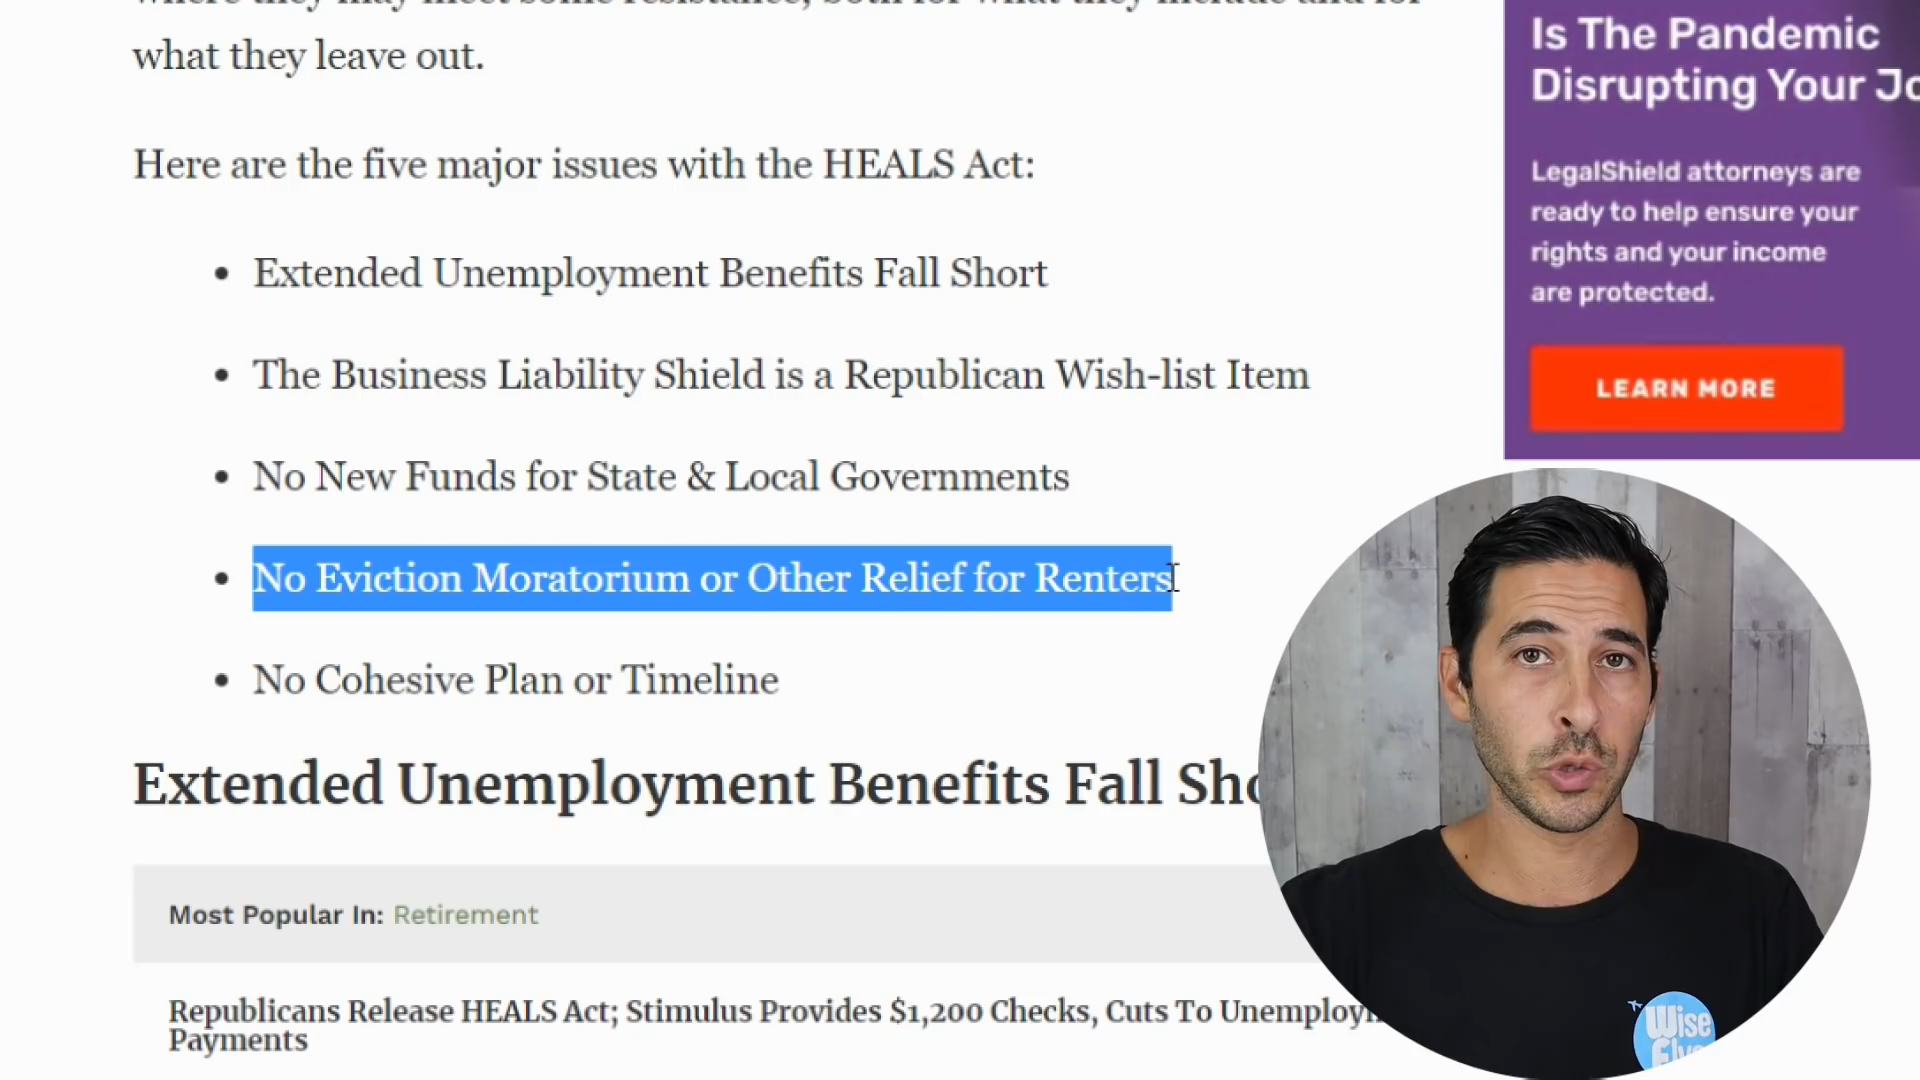 what they leave out.
Here are the five major issues with the HEALS Act:
Extended Unemployment Benefits Fall Short
The Business Liability Shield is a Republican Wish-list Item
No New Funds for State & Local Governments
No Eviction Moratorium or Other Relief for Renters
No Cohesive Plan or Timeline
Extended Unemployment Benefits Fall
Most Popular In: Retirement
Republicans Release HEALS Act; Stimulus Provides $1,200 Checks, Cuts To
Payments
Is The Pandemic
Disrupting Your
LegalShield attorneys are
ready to help ensure your
rights and your income
are protected.
LEARN MORE
Wise